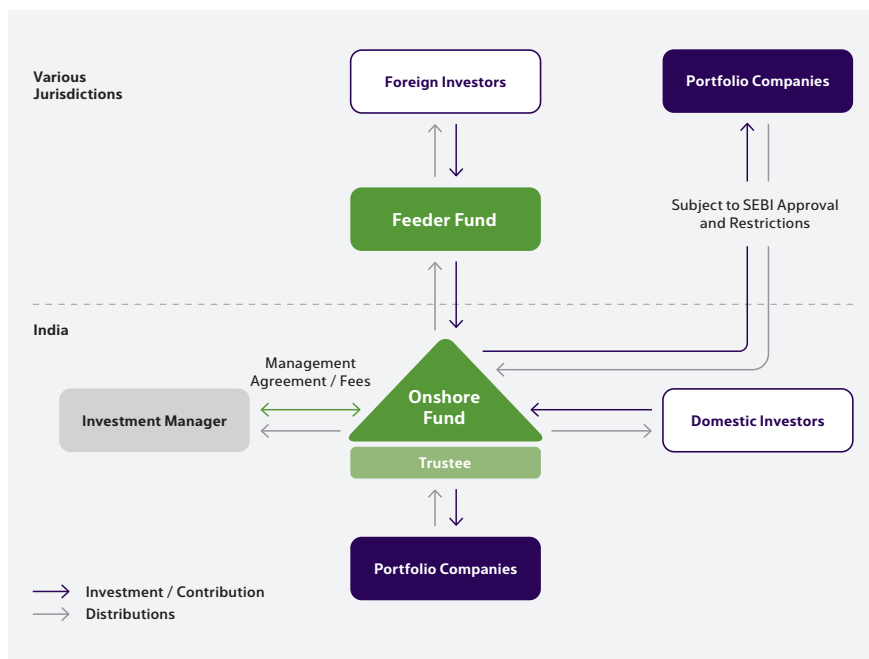 Various
Jurisdictions
Foreign Investors
Portfolio Companies
Feeder Fund
Subject to SEBI Approval
and Restrictions
India
Management
Agreement / Fees
Investment Manager
Onshore
Fund
Domestic Investors
Trustee
Portfolio Companies
Investment / Contribution
Distributions